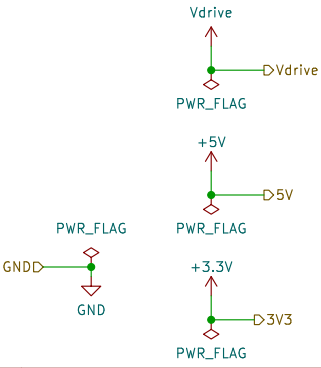 Vdrive
Vdrive
PWR_FLAG
+5V
5V
PWR_FLAG
PWR_FLAG
GND
GND
+3.3V
3V3
PWR_FLAG